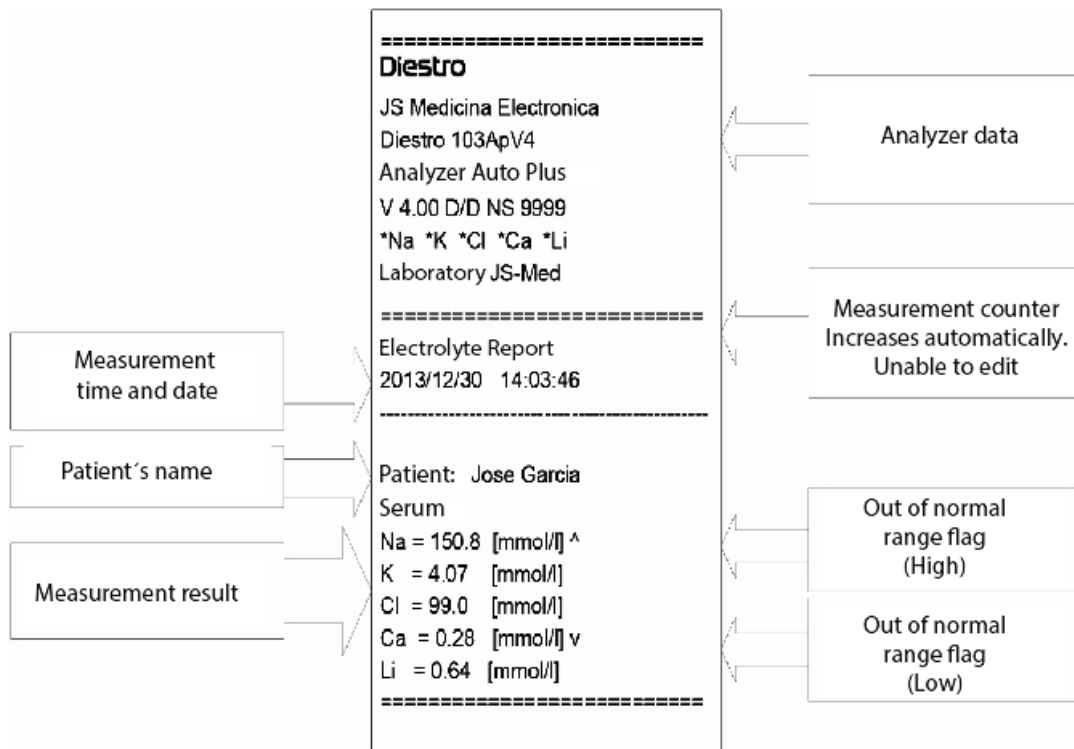 ===========================
Diestro
JS Medicina Electronica
Diestro 103ApV4
Analyzer Auto Plus
V 4.00 D/D NS 9999
*Na *K *Cl *Ca *Li
Laboratory JS-Med
===========================
Electrolyte Report
2013/12/30 14:03:46
---------------------------------------------
Patient: Jose Garcia
Serum
Na = 150.8 [mmol/l] ^
K = 4.07 [mmol/l]
Cl = 99.0 [mmol/l]
Ca = 0.28 [mmol/l] v
Li = 0.64 [mmol/l]
===========================
Measurement
time and date
Patient´s name
Measurement result
Analyzer data
Measurement counter
Increases automatically.
Unable to edit
Out of normal
range flag
(High)
Out of normal
range flag
(Low)